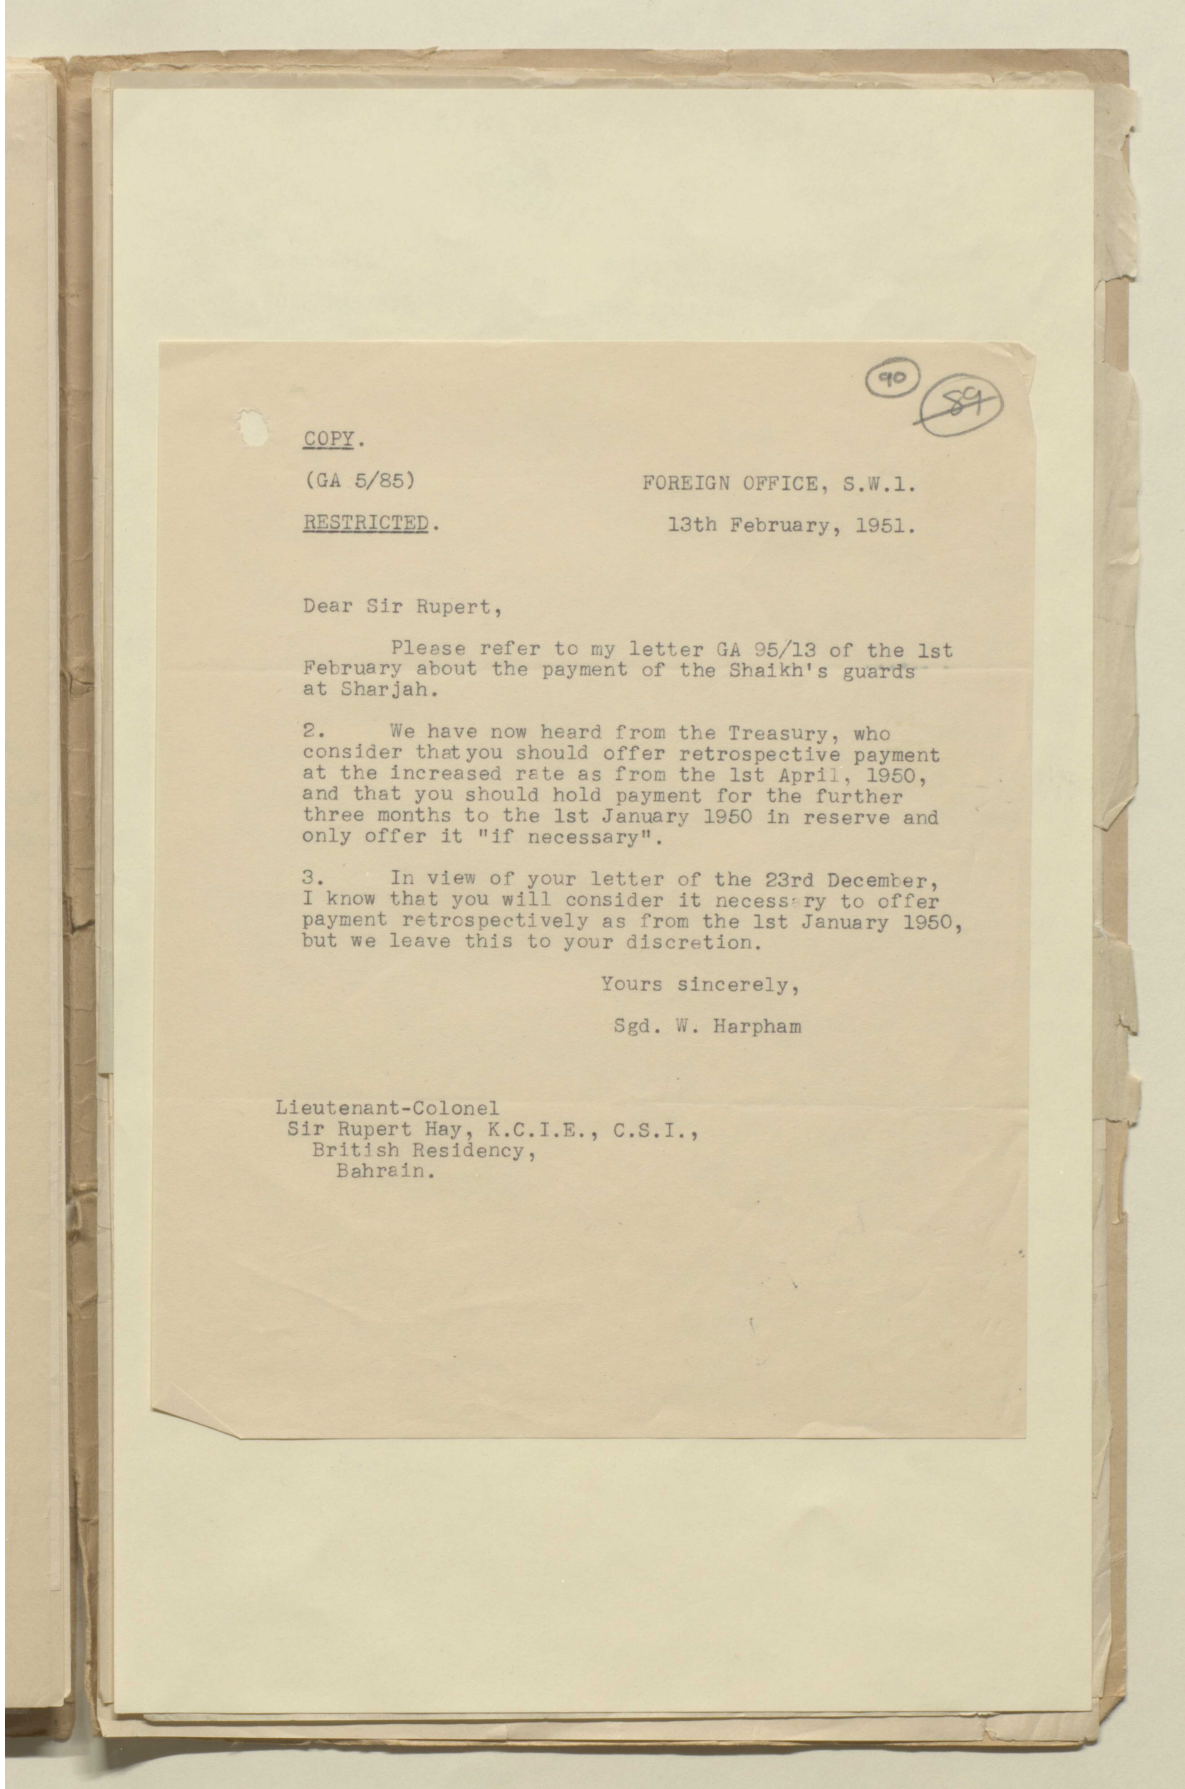 90
89
COPY.
(GA 5/85)
FOREIGN OFFICE, S.W.1.
RESTRICTED.
13th February, 1951.
Dear Sir Rupert,
Please refer to my letter GA 95/13 of the 1st
February about the payment of the Shaikh's guards
at Sharjah.
2. We have now heard from the Treasury, who
consider that you should offer retrospective payment
at the increased rate as from the 1st April, 1950,
and that you should hold payment for the further
three months to the 1st January 1950 in reserve and
only offer it "if necessary".
3. In view of your letter of the 23rd December,
I know that you will consider it necessary to offer
payment retrospectively as from the 1st January 1950,
but we leave this to your discretion.
Yours sincerely,
Sgd. W. Harpham
Lieutenant-Colonel
Sir Rupert Hay, K.C.I.E., C.S.I.,
British Residency,
Bahrain.